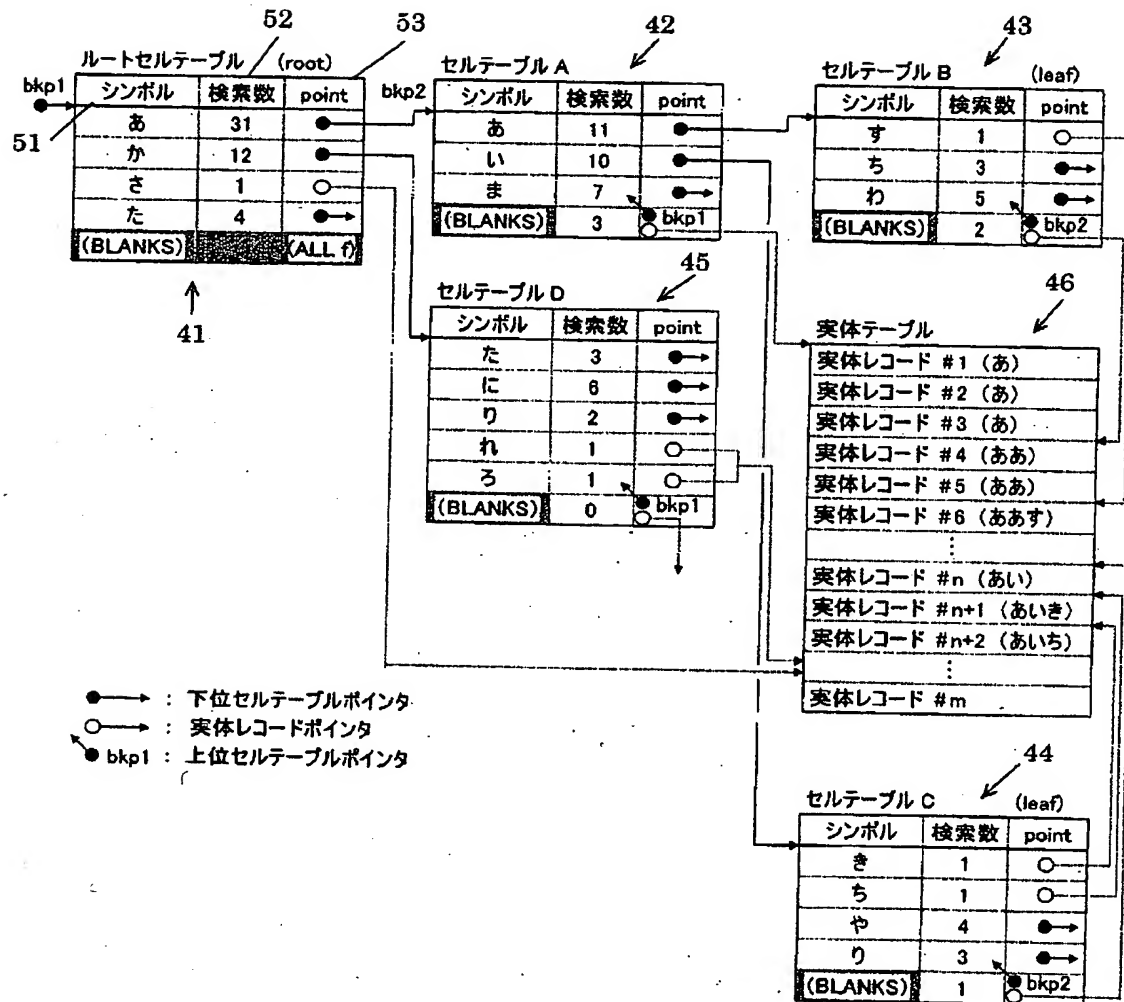 52
53
42
43
ルートセルテーブル (root)
bkp1
シンボル 検索数 point
51
あ 31
か 12
さ 1
た 4
(BLANKS) (ALL f)
41
セルテーブル A
bkp2
シンボル 検索数 point
あ 11
い 10
ま 7
(BLANKS) 3 bkp1
セルテーブル B (leaf)
シンボル 検索数 point
す 1
ち 3
わ 5
(BLANKS) 2 bkp2
45
セルテーブル D
シンボル 検索数 point
た 3
に 6
り 2
れ 1
ろ 1
(BLANKS) 0 bkp1
46
実体テーブル
実体レコード #1 (あ)
実体レコード #2 (あ)
実体レコード #3 (あ)
実体レコード #4 (ああ)
実体レコード #5 (ああ)
実体レコード #6 (ああす)
⋮
実体レコード #n (あい)
実体レコード #n+1 (あいき)
実体レコード #n+2 (あいち)
⋮
実体レコード #m
: 下位セルテーブルポインタ
: 実体レコードポインタ
bkp1 : 上位セルテーブルポインタ
44
セルテーブル C (leaf)
シンボル 検索数 point
き 1
ち 1
や 4
り 3
(BLANKS) 1 bkp2